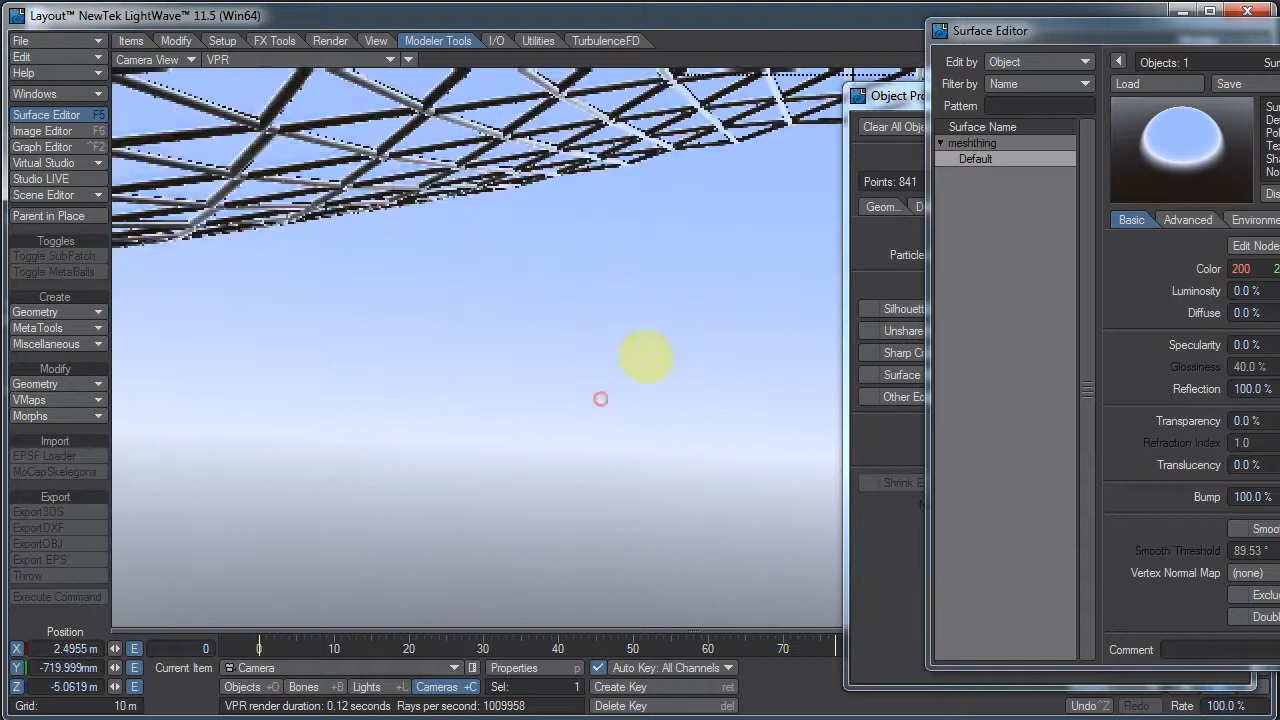 Layout™ NewTek LightWave™ 11.5 (Win64)
File
Edit
Help
Items
Modify
Setup
FX Tools
Render
View
Modeler Tools
I/O
Utilities
TurbulenceFD
Camera View
VPR
Windows
Surface Editor F5
Image Editor F6
Graph Editor ^F2
Virtual Studio
Studio LIVE
Scene Editor
Parent in Place
Toggles
Toggle SubPatch
Toggle MetaBalls
Create
Geometry
MetaTools
Miscellaneous
Modify
Geometry
VMaps
Morphs
Import
EPSF Loader
MoCapSkelegons
Export
Export3DS
ExportDXF
ExportOBJ
Export EPS
Throw
Execute Command
Position
X 2.4955 m E
Y -719.999mm E
Z -5.0619 m E
Grid: 10 m
0
0 10 20 30 40 50 60 70
Current Item Camera Properties p Auto Key: All Channels
Objects +O Bones +B Lights +L Cameras +C Sel: 1 Create Key ret
VPR render duration: 0.12 seconds Rays per second: 1009958 Delete Key del
Undo ^Z Redo Rate 100.0 %
Object Pro
Clear All Obje
Points: 841
Geom...
D
Particle
Silhouett
Unshare
Sharp Cr
Surface
Other Ed
Shrink E
Surface Editor
Edit by Object
Filter by Name
Pattern
Surface Name
meshthing
Default
Objects: 1 Sur
Load Save
Basic Advanced Environme
Edit Node
Color 200 2
Luminosity 0.0 %
Diffuse 0.0 %
Specularity 0.0 %
Glossiness 40.0 %
Reflection 100.0 %
Transparency 0.0 %
Refraction Index 1.0
Translucency 0.0 %
Bump 100.0 %
Smoo
Smooth Threshold 89.53 °
Vertex Normal Map (none)
Exclu
Doubl
Comment